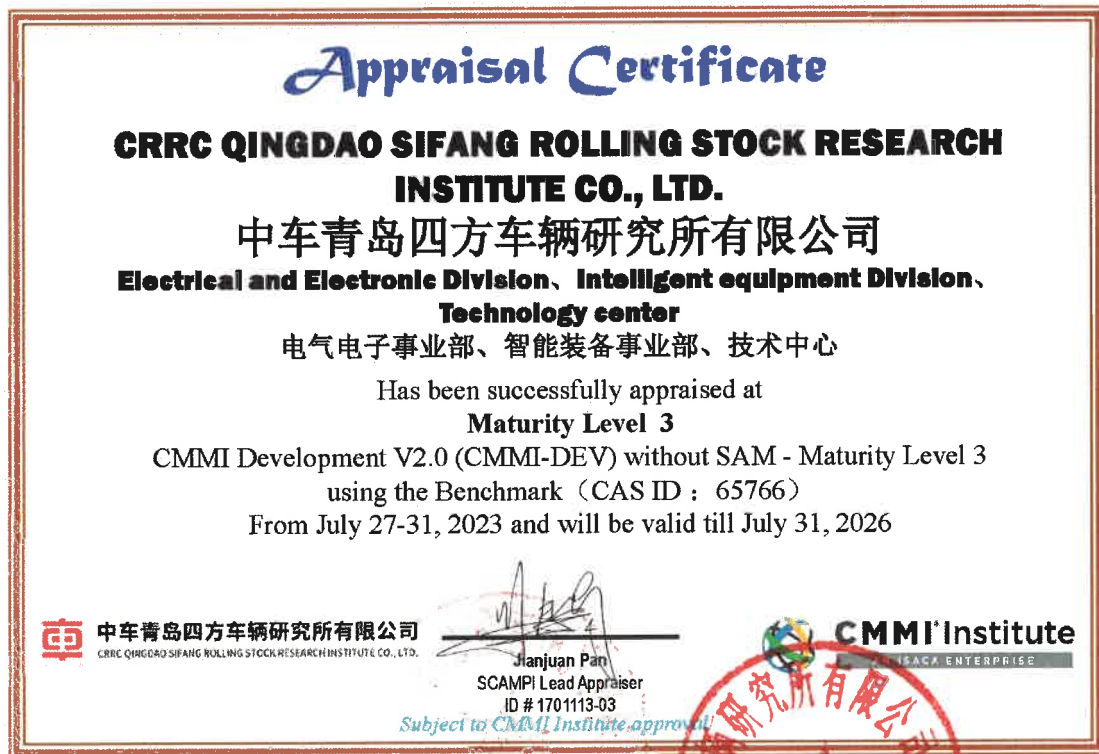 Appraisal Certificate
CRRC QINGDAO SIFANG ROLLING STOCK RESEARCH
INSTITUTE CO., LTD.
中车青岛四方车辆研究所有限公司
Electrical and Electronic Division、Intelligent equipment Division、
Technology center
电气电子事业部、智能装备事业部、技术中心
Has been successfully appraised at
Maturity Level 3
CMMI Development V2.0 (CMMI-DEV) without SAM - Maturity Level 3
using the Benchmark（CAS ID：65766）
From July 27-31, 2023 and will be valid till July 31, 2026
中车青岛四方车辆研究所有限公司
CRRC QINGDAO SIFANG ROLLING STOCK RESEARCH INSTITUTE CO., LTD.
CMMI Institute
ISACA ENTERPRISE
Jianjuan Pan
SCAMPI Lead Appraiser
ID # 1701113-03
Subject to CMMI Institute approval!
辆研究所有限公司